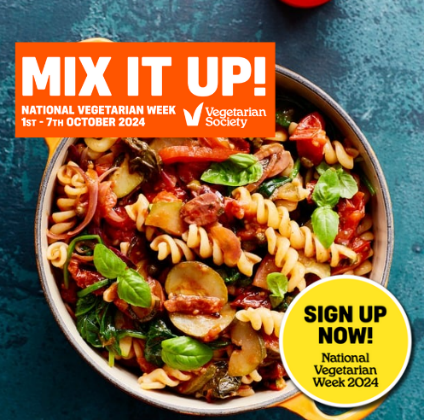 MIX IT UP!
NATIONAL VEGETARIAN WEEK
1ST - 7TH OCTOBER 2024
Vegetarian
Society
SIGN UP
NOW!
National
Vegetarian
Week 2024